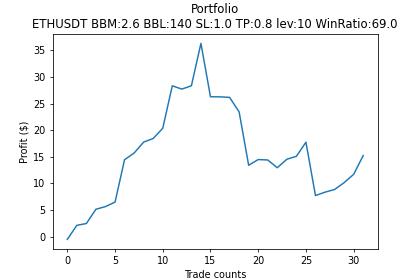 Portfolio
ETHUSDT BBM:2.6 BBL:140 SL:1.0 TP:0.8 lev:10 WinRatio:69.0
35
30
25
20
15
10
5
0
Profit ($)
0 5 10 15 20 25 30
Trade counts